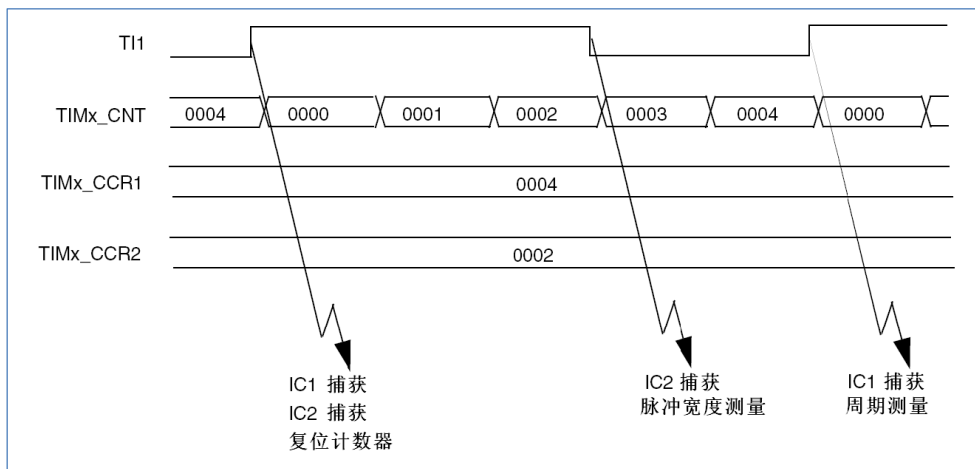 TI1
TIMx_CNT
0004 0000 0001 0002 0003 0004 0000
TIMx_CCR1
0004
TIMx_CCR2
0002
IC1 捕获
IC2 捕获
复位计数器
IC2 捕获
脉冲宽度测量
IC1 捕获
周期测量